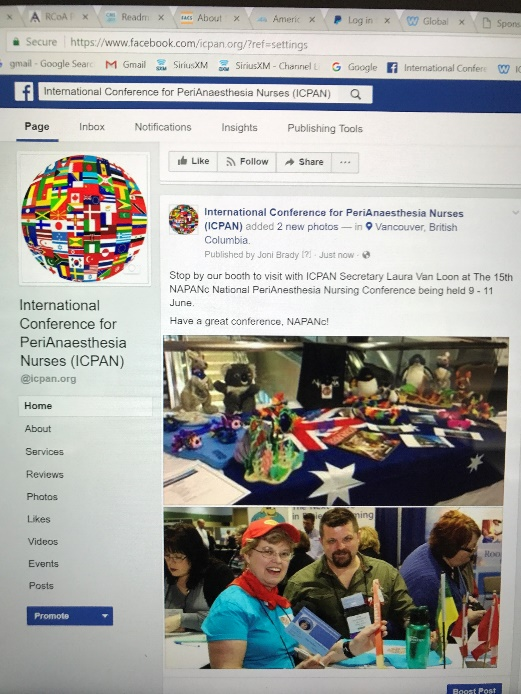 RCoA F
Readm
About
Americ
Log in
Global
Spons
Secure https://www.facebook.com/icpan.org/?ref=settings
gmail - Google Searc Gmail SiriusXM SiriusXM - Channel L Google International Confer IC
International Conference for PeriAnaesthesia Nurses (ICPAN)
Page Inbox Notifications Insights Publishing Tools
Like Follow Share ...
International Conference for PeriAnaesthesia Nurses
(ICPAN) added 2 new photos — in Vancouver, British
Columbia.
Published by Joni Brady [?] · Just now ·
Stop by our booth to visit with ICPAN Secretary Laura Van Loon at The 15th
NAPANc National PeriAnesthesia Nursing Conference being held 9 - 11
June.
Have a great conference, NAPANc!
International
Conference for
PeriAnaesthesia
Nurses (ICPAN)
@icpan.org
Home
About
Services
Reviews
Photos
Likes
Videos
Events
Posts
Promote
Boost Post